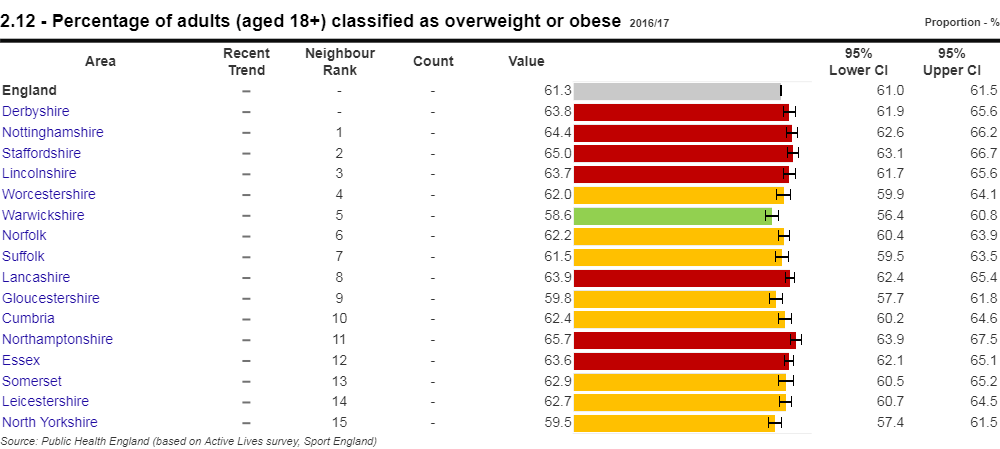 2.12 - Percentage of adults (aged 18+) classified as overweight or obese 2016/17 Proportion - %
Area Recent Trend Neighbour Rank Count Value 95% Lower CI 95% Upper CI
England – - - 61.3 61.0 61.5
Derbyshire – - - 63.8 61.9 65.6
Nottinghamshire – 1 - 64.4 62.6 66.2
Staffordshire – 2 - 65.0 63.1 66.7
Lincolnshire – 3 - 63.7 61.7 65.6
Worcestershire – 4 - 62.0 59.9 64.1
Warwickshire – 5 - 58.6 56.4 60.8
Norfolk – 6 - 62.2 60.4 63.9
Suffolk – 7 - 61.5 59.5 63.5
Lancashire – 8 - 63.9 62.4 65.4
Gloucestershire – 9 - 59.8 57.7 61.8
Cumbria – 10 - 62.4 60.2 64.6
Northamptonshire – 11 - 65.7 63.9 67.5
Essex – 12 - 63.6 62.1 65.1
Somerset – 13 - 62.9 60.5 65.2
Leicestershire – 14 - 62.7 60.7 64.5
North Yorkshire – 15 - 59.5 57.4 61.5
Source: Public Health England (based on Active Lives survey, Sport England)